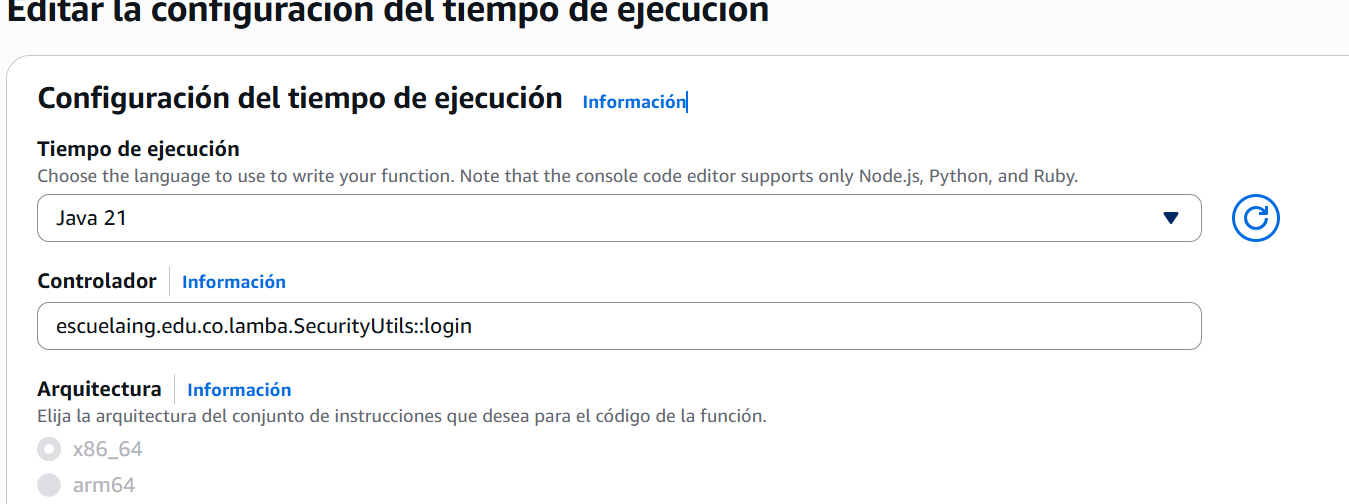 Editar la configuración del tiempo de ejecución
Configuración del tiempo de ejecución Información
Tiempo de ejecución
Choose the language to use to write your function. Note that the console code editor supports only Node.js, Python, and Ruby.
Java 21
Controlador Información
escuelaing.edu.co.lamba.SecurityUtils::login
Arquitectura Información
Elija la arquitectura del conjunto de instrucciones que desea para el código de la función.
x86_64
arm64